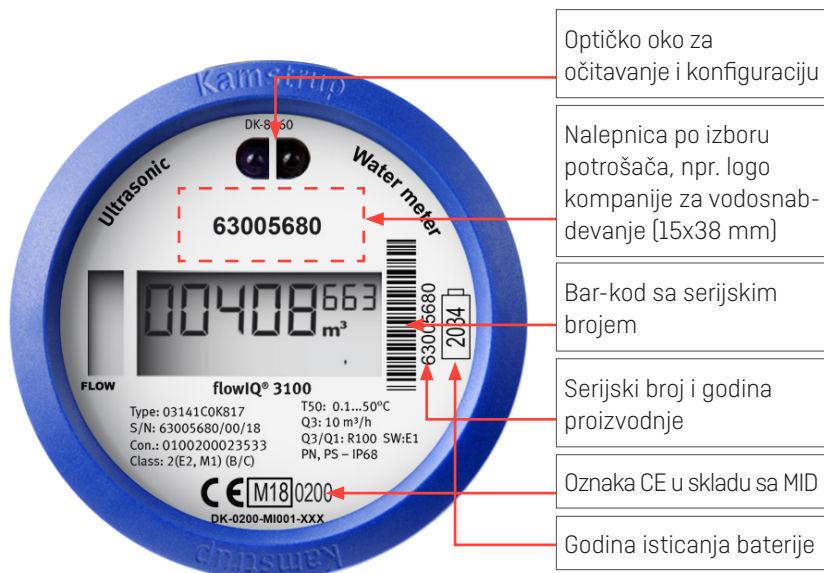 Kamstrup
DK-8660
Ultrasonic
Water meter
63005680
00408663
m³
63005680
2034
FLOW
flowIQ® 3100
Type: 03141C0K817
S/N: 63005680/00/18
Con.: 0100200023533
Class: 2(E2, M1) (B/C)
T50: 0.1...50°C
Q3: 10 m³/h
Q3/Q1: R100 SW:E1
PN, PS – IP68
CE M18 0200
DK-0200-MI001-XXX
Kamstrup
Optičko oko za
očitavanje i konfiguraciju
Nalepnica po izboru
potrošača, npr. logo
kompanije za vodosnab-
devanje (15x38 mm)
Bar-kod sa serijskim
brojem
Serijski broj i godina
proizvodnje
Oznaka CE u skladu sa MID
Godina isticanja baterije